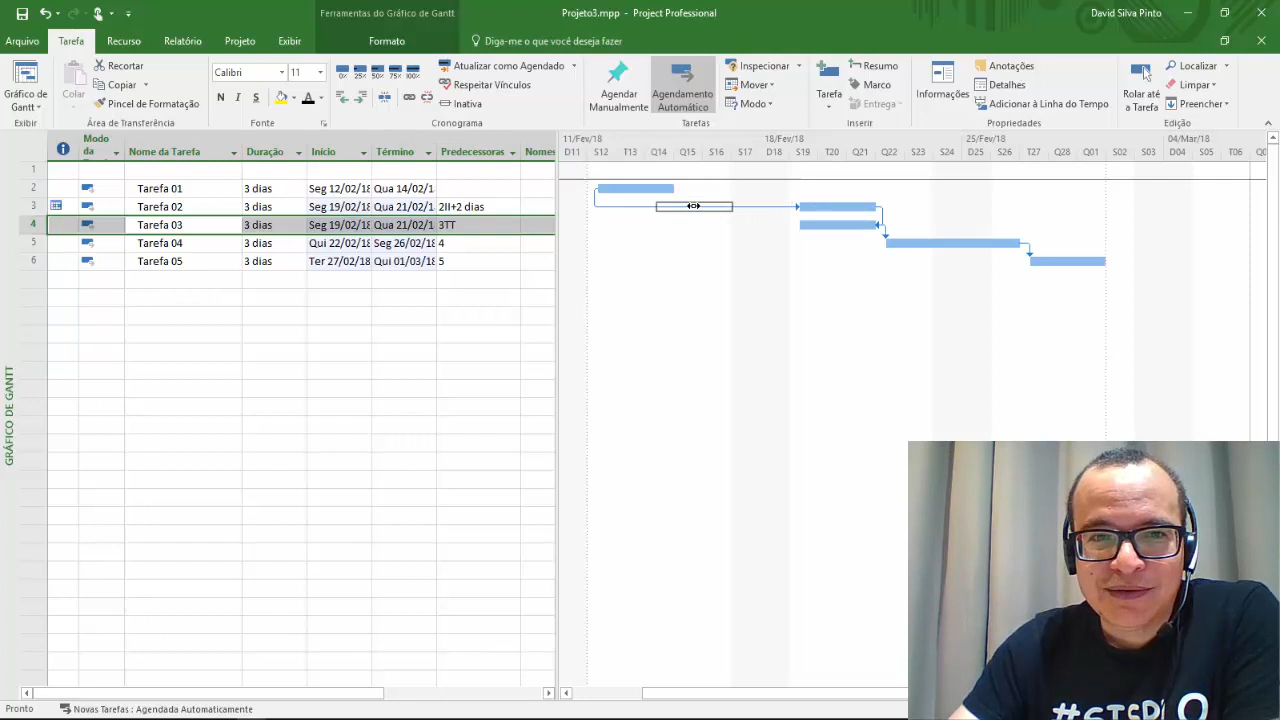 Ferramentas do Gráfico de Gantt
Projeto3.mpp - Project Professional
David Silva Pinto
Arquivo Tarefa Recurso Relatório Projeto Exibir Formato Diga-me o que você deseja fazer
Gráfico de Gantt
Exibir
Colar
Recortar
Copiar
Pincel de Formatação
Área de Transferência
Calibri 11
N I S A
Fonte
0% 25% 50% 75% 100%
Atualizar como Agendado
Respeitar Vínculos
Inativa
Cronograma
Agendar Manualmente
Agendamento Automático
Inspecionar
Mover
Modo
Tarefas
Tarefa
Resumo
Marco
Entrega
Inserir
Informações
Anotações
Detalhes
Adicionar à Linha do Tempo
Propriedades
Rolar até a Tarefa
Localizar
Limpar
Preencher
Edição
Modo da Nome da Tarefa Duração Início Término Predecessoras Nomes
11/Fev/18 18/Fev/18 25/Fev/18 04/Mar/18
D11 S12 T13 Q14 Q15 S16 S17 D18 S19 T20 Q21 Q22 S23 S24 D25 S26 T27 Q28 Q01 S02 S03 D04 S05 T06
1
2 Tarefa 01 3 dias Seg 12/02/18 Qua 14/02/1
3 Tarefa 02 3 dias Seg 19/02/18 Qua 21/02/1 2II+2 dias
4 Tarefa 03 3 dias Seg 19/02/18 Qua 21/02/1 3TT
5 Tarefa 04 3 dias Qui 22/02/18 Seg 26/02/18 4
6 Tarefa 05 3 dias Ter 27/02/18 Qui 01/03/18 5
GRÁFICO DE GANTT
Pronto
Novas Tarefas : Agendada Automaticamente